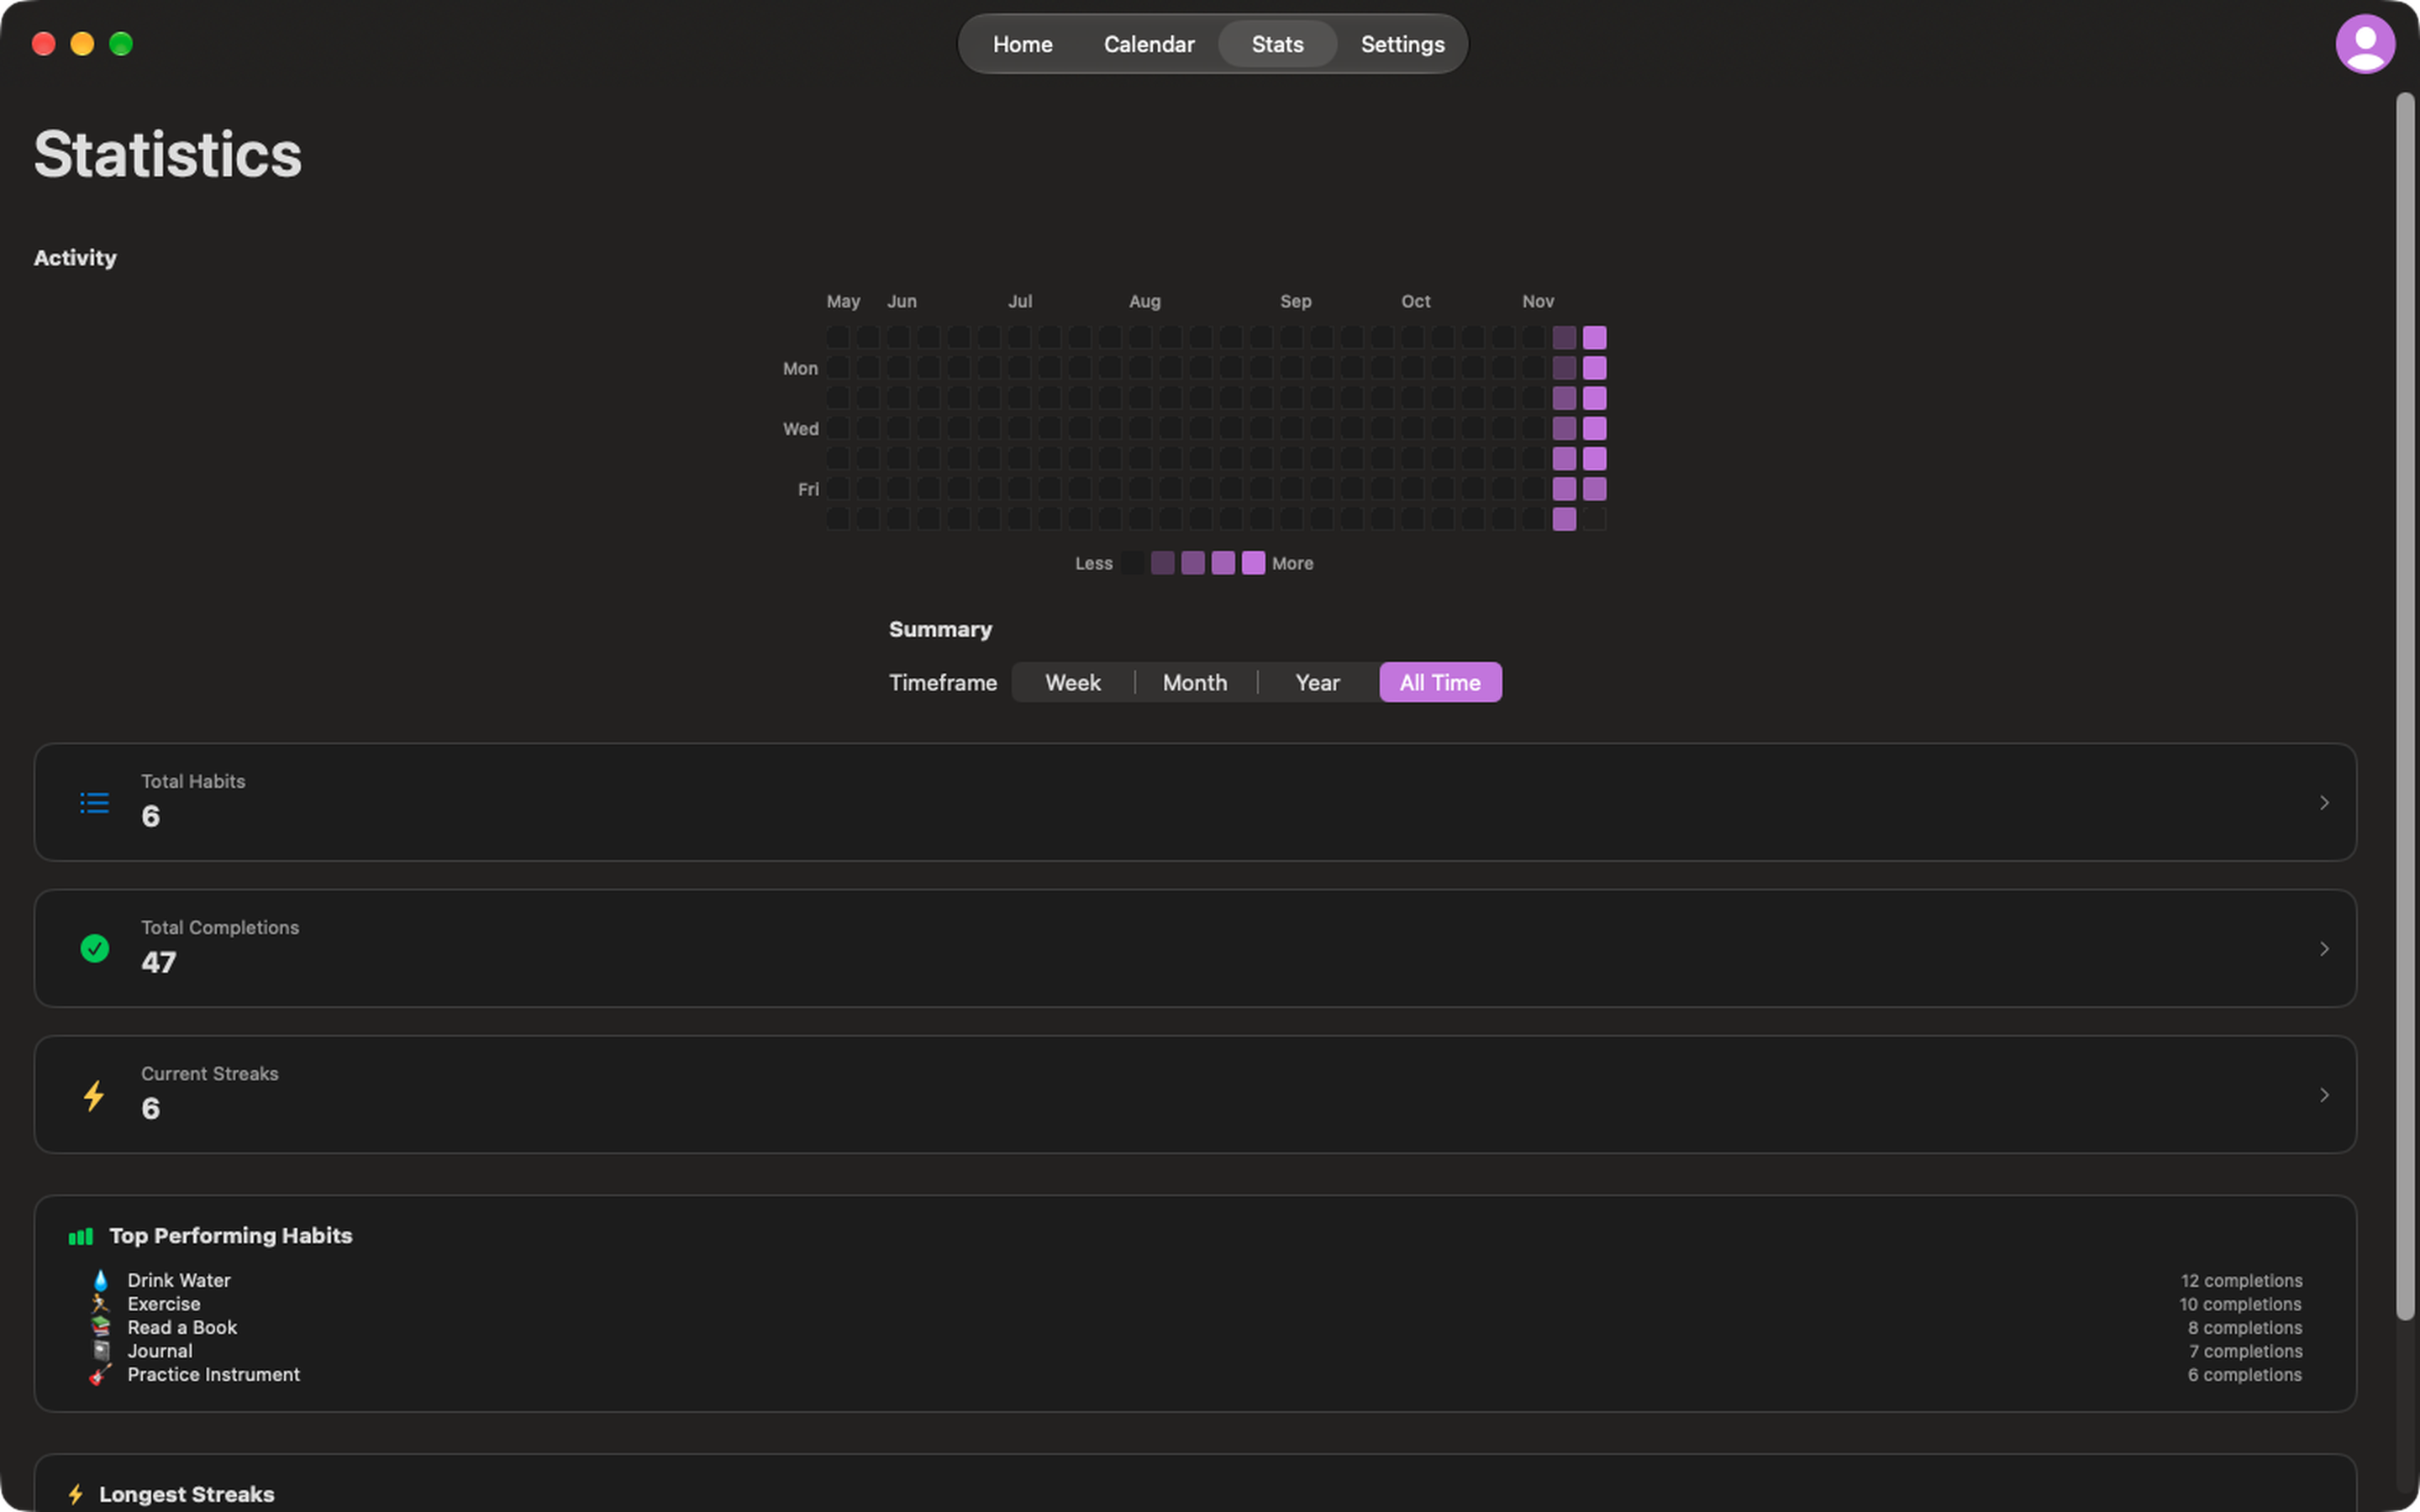 Home Calendar Stats Settings
Statistics
Activity
May Jun Jul Aug Sep Oct Nov
Mon
Wed
Fri
Less More
Summary
Timeframe Week Month Year All Time
Total Habits
6
Total Completions
47
Current Streaks
6
Top Performing Habits
Drink Water 12 completions
Exercise 10 completions
Read a Book 8 completions
Journal 7 completions
Practice Instrument 6 completions
Longest Streaks